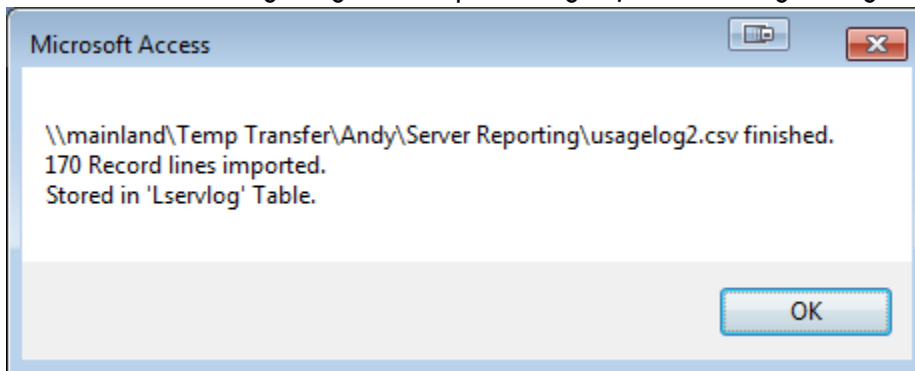 Microsoft Access
\\mainland\Temp Transfer\Andy\Server Reporting\usagelog2.csv finished.
170 Record lines imported.
Stored in 'Lservlog' Table.
OK